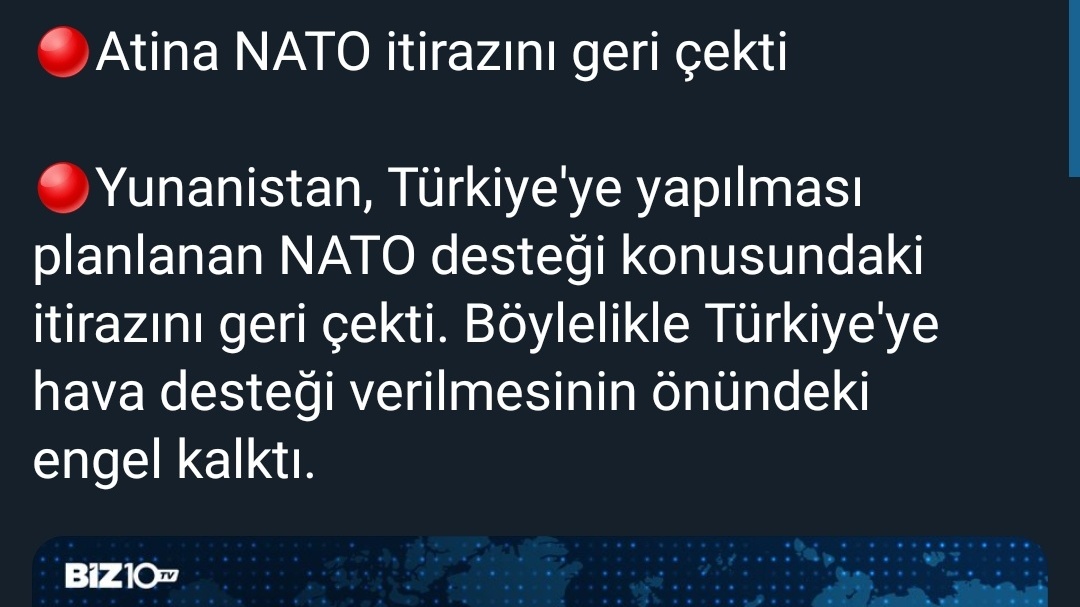 🔴Atina NATO itirazını geri çekti
🔴Yunanistan, Türkiye'ye yapılması
planlanan NATO desteği konusundaki
itirazını geri çekti. Böylelikle Türkiye'ye
hava desteği verilmesinin önündeki
engel kalktı.
BİZ10TV